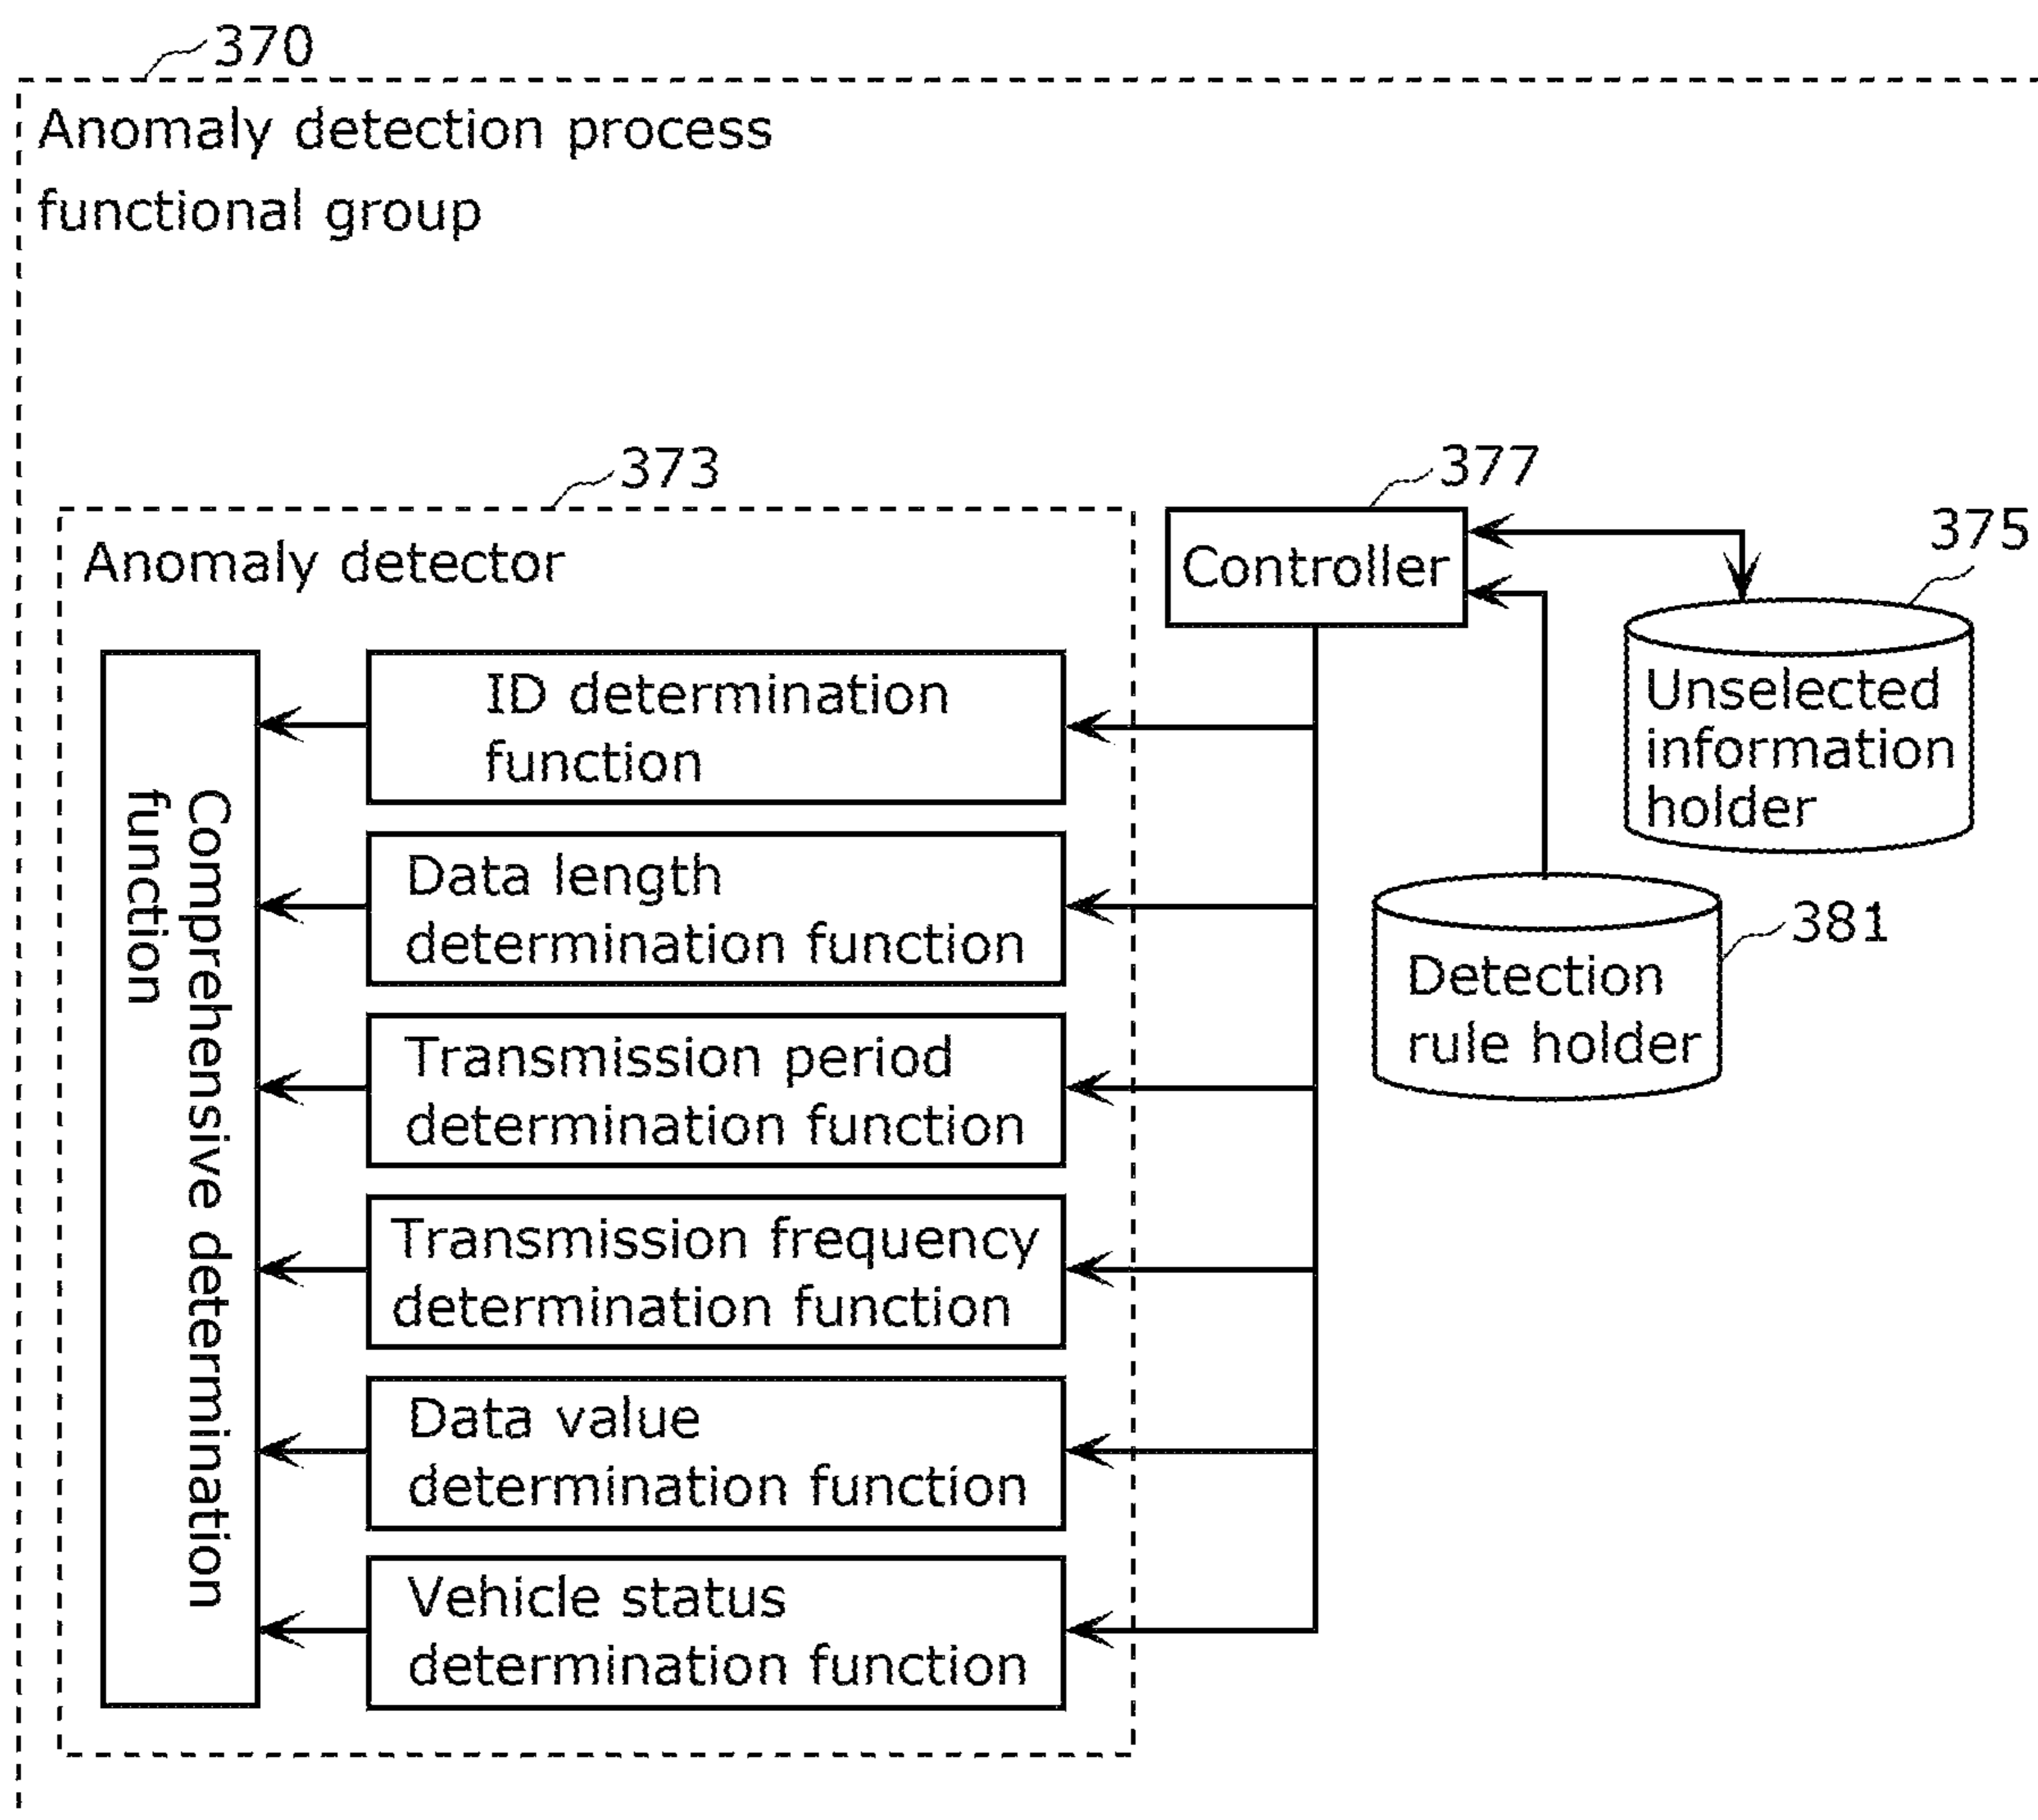 370
Anomaly detection process
functional group
373
Anomaly detector
377
Controller
375
Unselected
information
holder
381
Detection
rule holder
Comprehensive determination
function
ID determination
function
Data length
determination function
Transmission period
determination function
Transmission frequency
determination function
Data value
determination function
Vehicle status
determination function